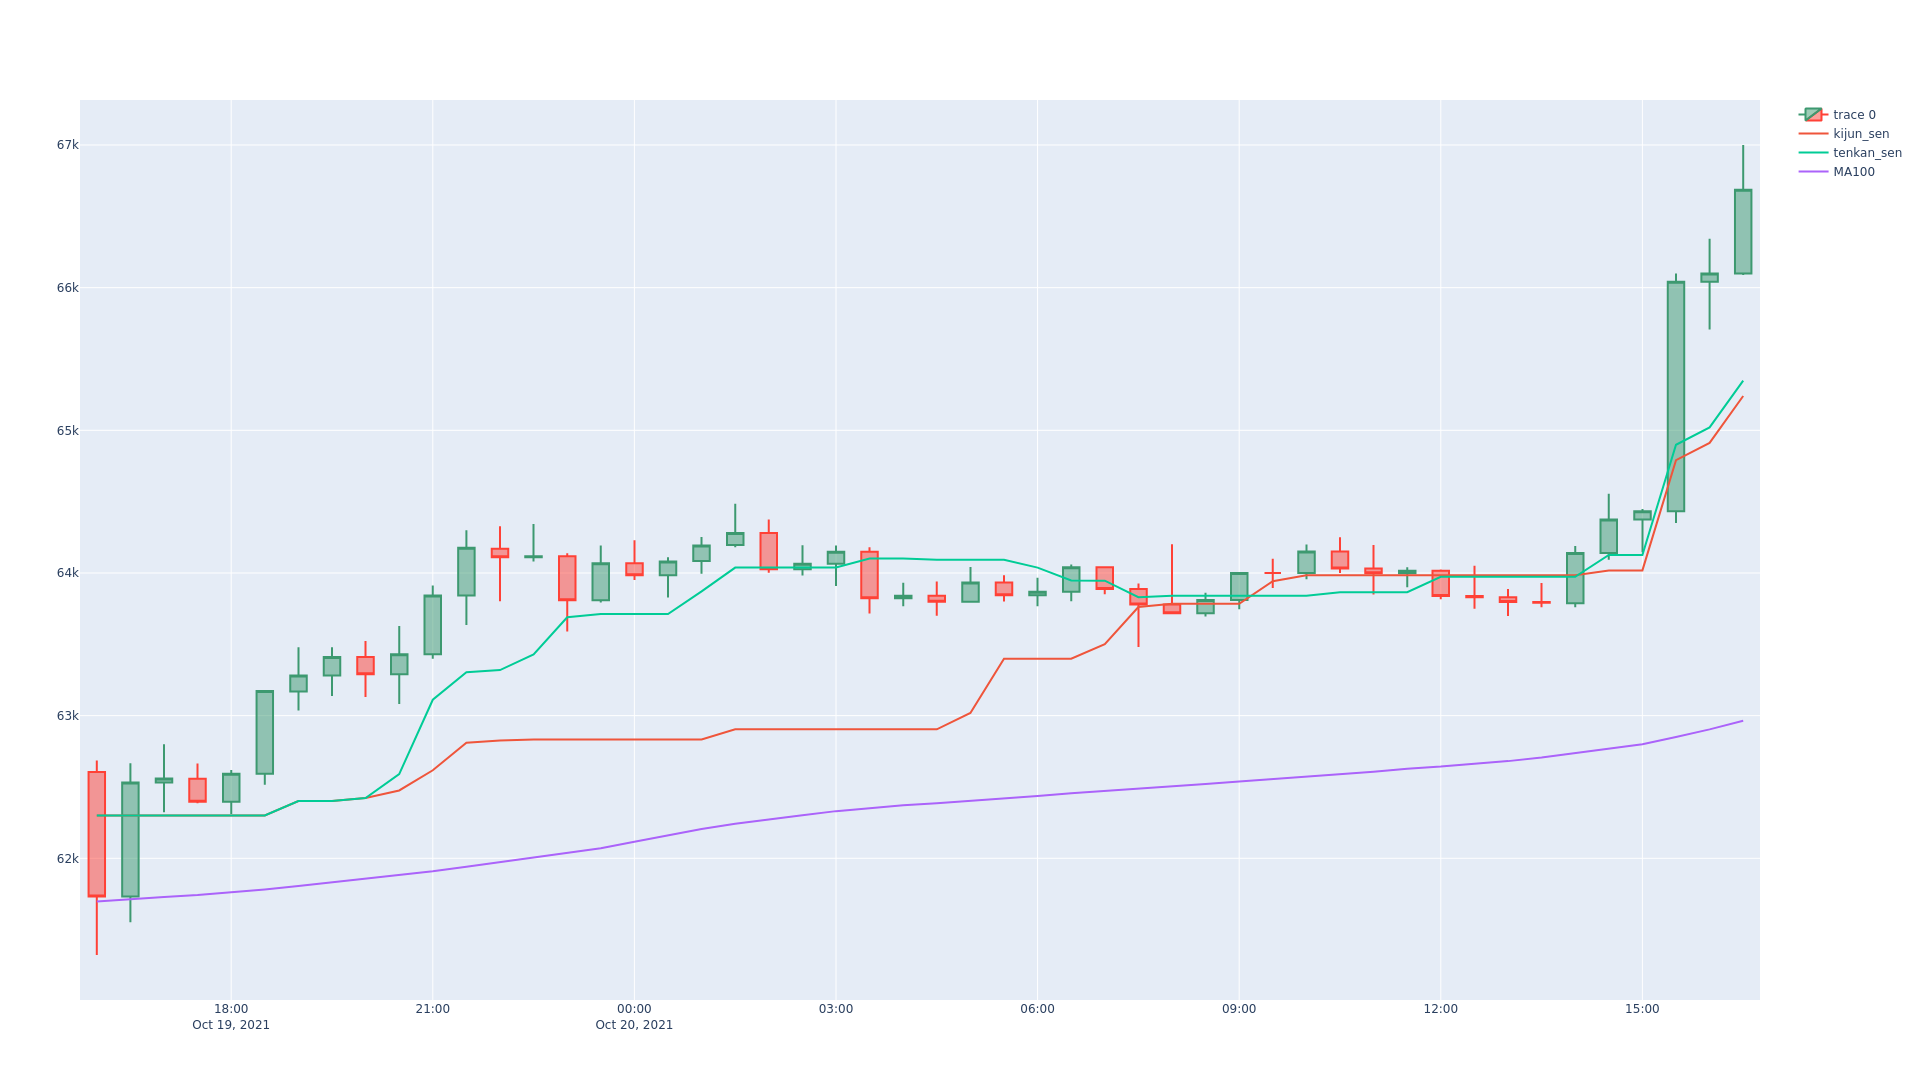 67k
66k
65k
64k
63k
62k
18:00
Oct 19, 2021
21:00
00:00
Oct 20, 2021
03:00
06:00
09:00
12:00
15:00
trace 0
kijun_sen
tenkan_sen
MA100